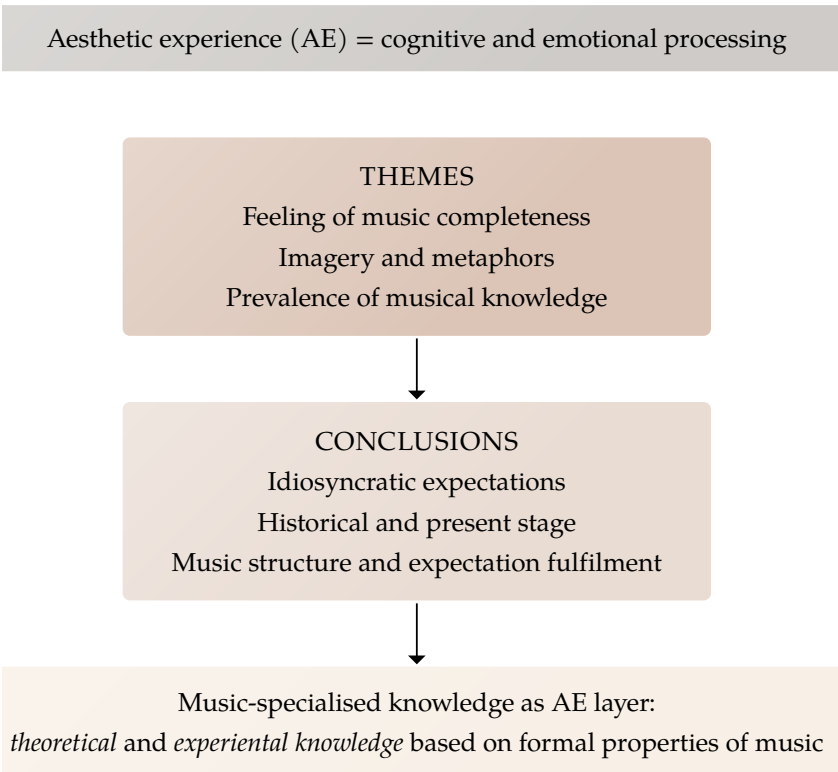 Aesthetic experience (AE) = cognitive and emotional processing
THEMES
Feeling of music completeness
Imagery and metaphors
Prevalence of musical knowledge
CONCLUSIONS
Idiosyncratic expectations
Historical and present stage
Music structure and expectation fulfilment
Music-specialised knowledge as AE layer:
theoretical and experiental knowledge based on formal properties of music